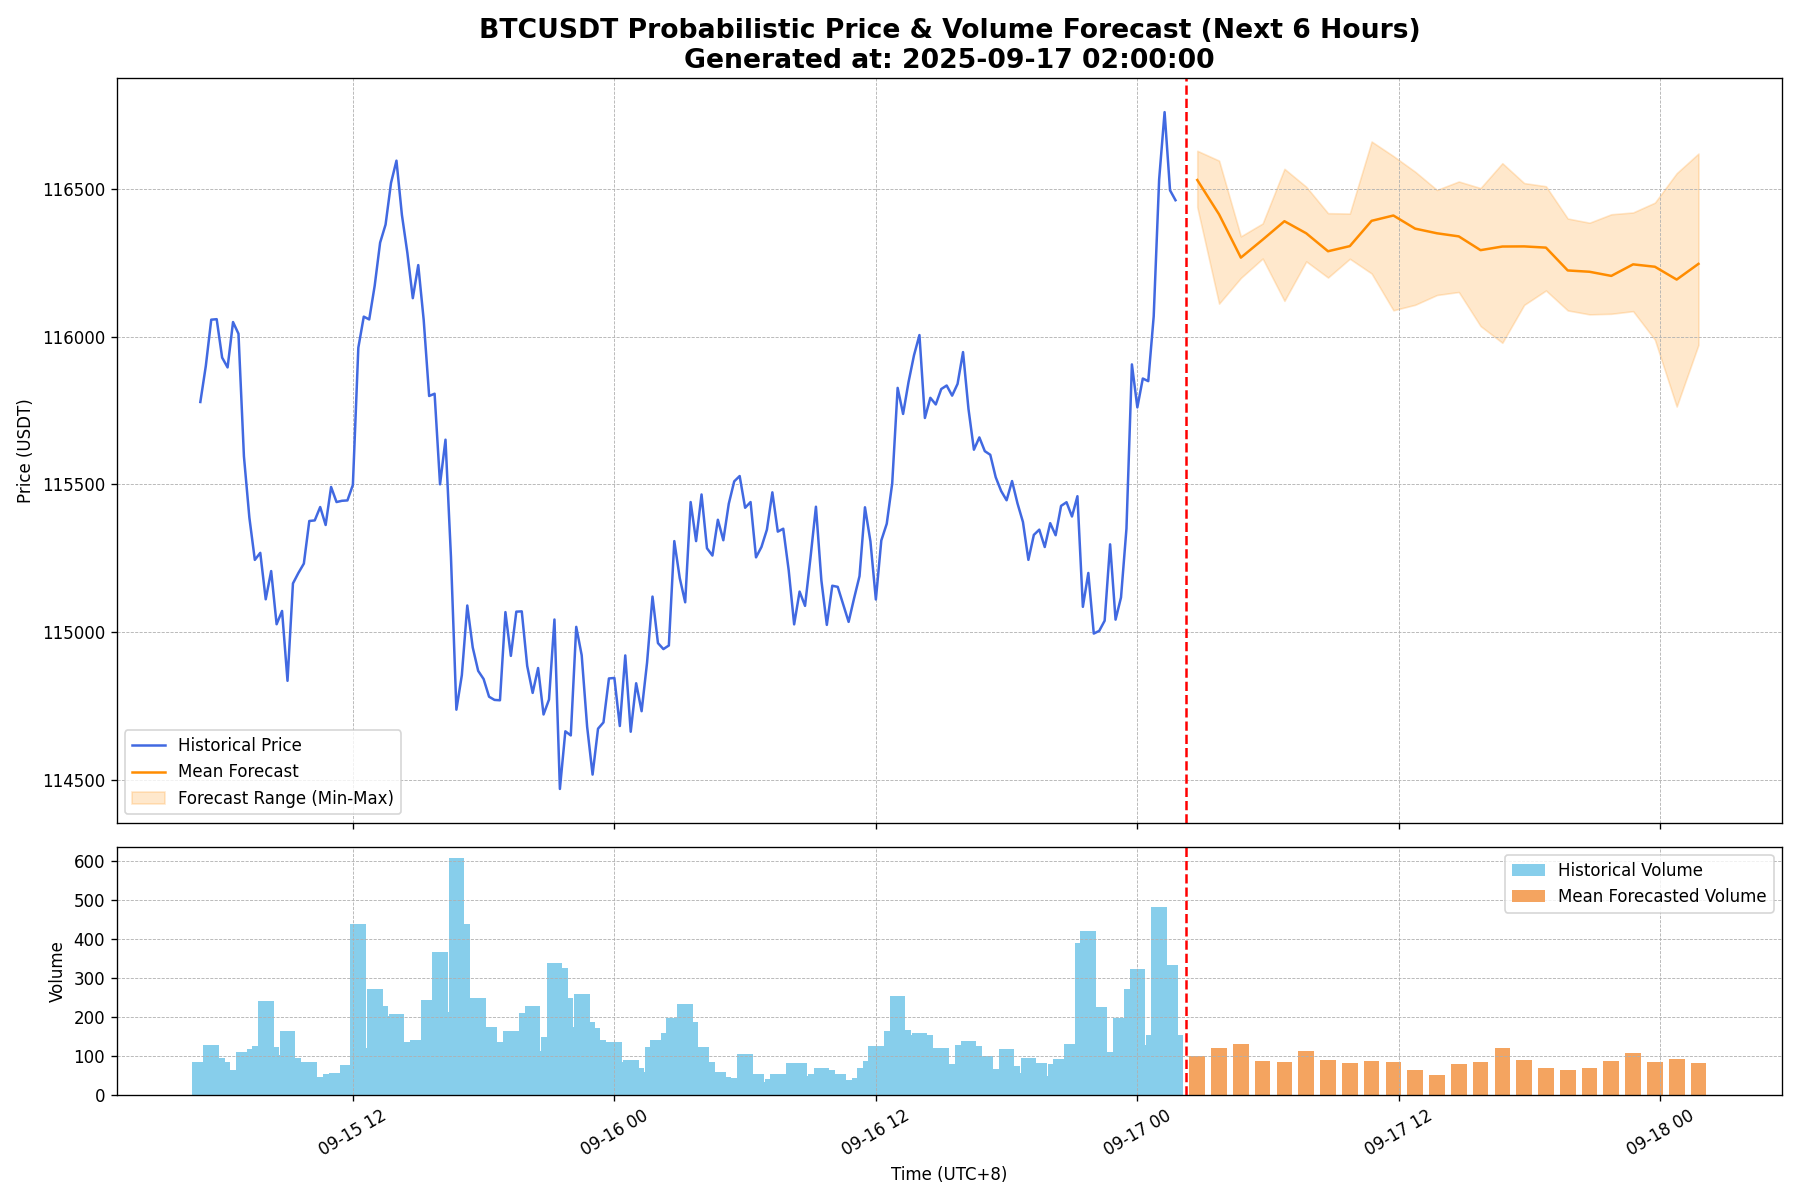 BTCUSDT Probabilistic Price & Volume Forecast (Next 6 Hours)
Generated at: 2025-09-17 02:00:00
Price (USDT)
116500
116000
115500
115000
114500
Historical Price
Mean Forecast
Forecast Range (Min-Max)
Volume
600
500
400
300
200
100
0
Historical Volume
Mean Forecasted Volume
09-15 12
09-16 00
09-16 12
09-17 00
09-17 12
09-18 00
Time (UTC+8)